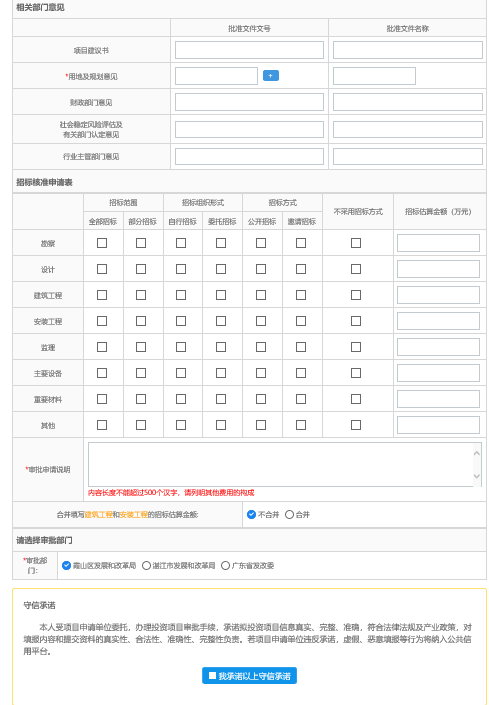 相关部门意见
批准文件文号 批准文件名称
项目建议书
*用地及规划意见 +
财政部门意见
社会稳定风险评估及
有关部门认定意见
行业主管部门意见
招标核准申请表
招标范围 招标组织形式 招标方式 不采用招标方式 招标估算金额（万元）
全部招标 部分招标 自行招标 委托招标 公开招标 邀请招标
勘察
设计
建筑工程
安装工程
监理
主要设备
重要材料
其他
*审批申请说明
内容长度不能超过500个汉字，请列明其他费用的构成
合并填写建筑工程和安装工程的招标估算金额: 不合并 合并
请选择审批部门
*审批部
门:
霞山区发展和改革局 湛江市发展和改革局 广东省发改委
守信承诺
本人受项目申请单位委托，办理投资项目审批手续，承诺拟投资项目信息真实、完整、准确，符合法律法规及产业政策，对
填报内容和提交资料的真实性、合法性、准确性、完整性负责。若项目申请单位违反承诺，虚假、恶意填报等行为将纳入公共信
用平台。
我承诺以上守信承诺